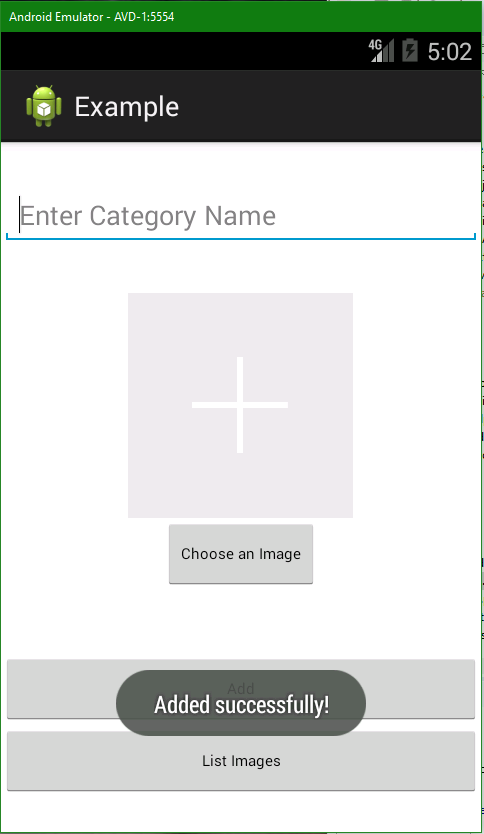 Android Emulator - AVD-1:5554
4G 5:02
Example
Enter Category Name
Choose an Image
Add
Added successfully!
List Images